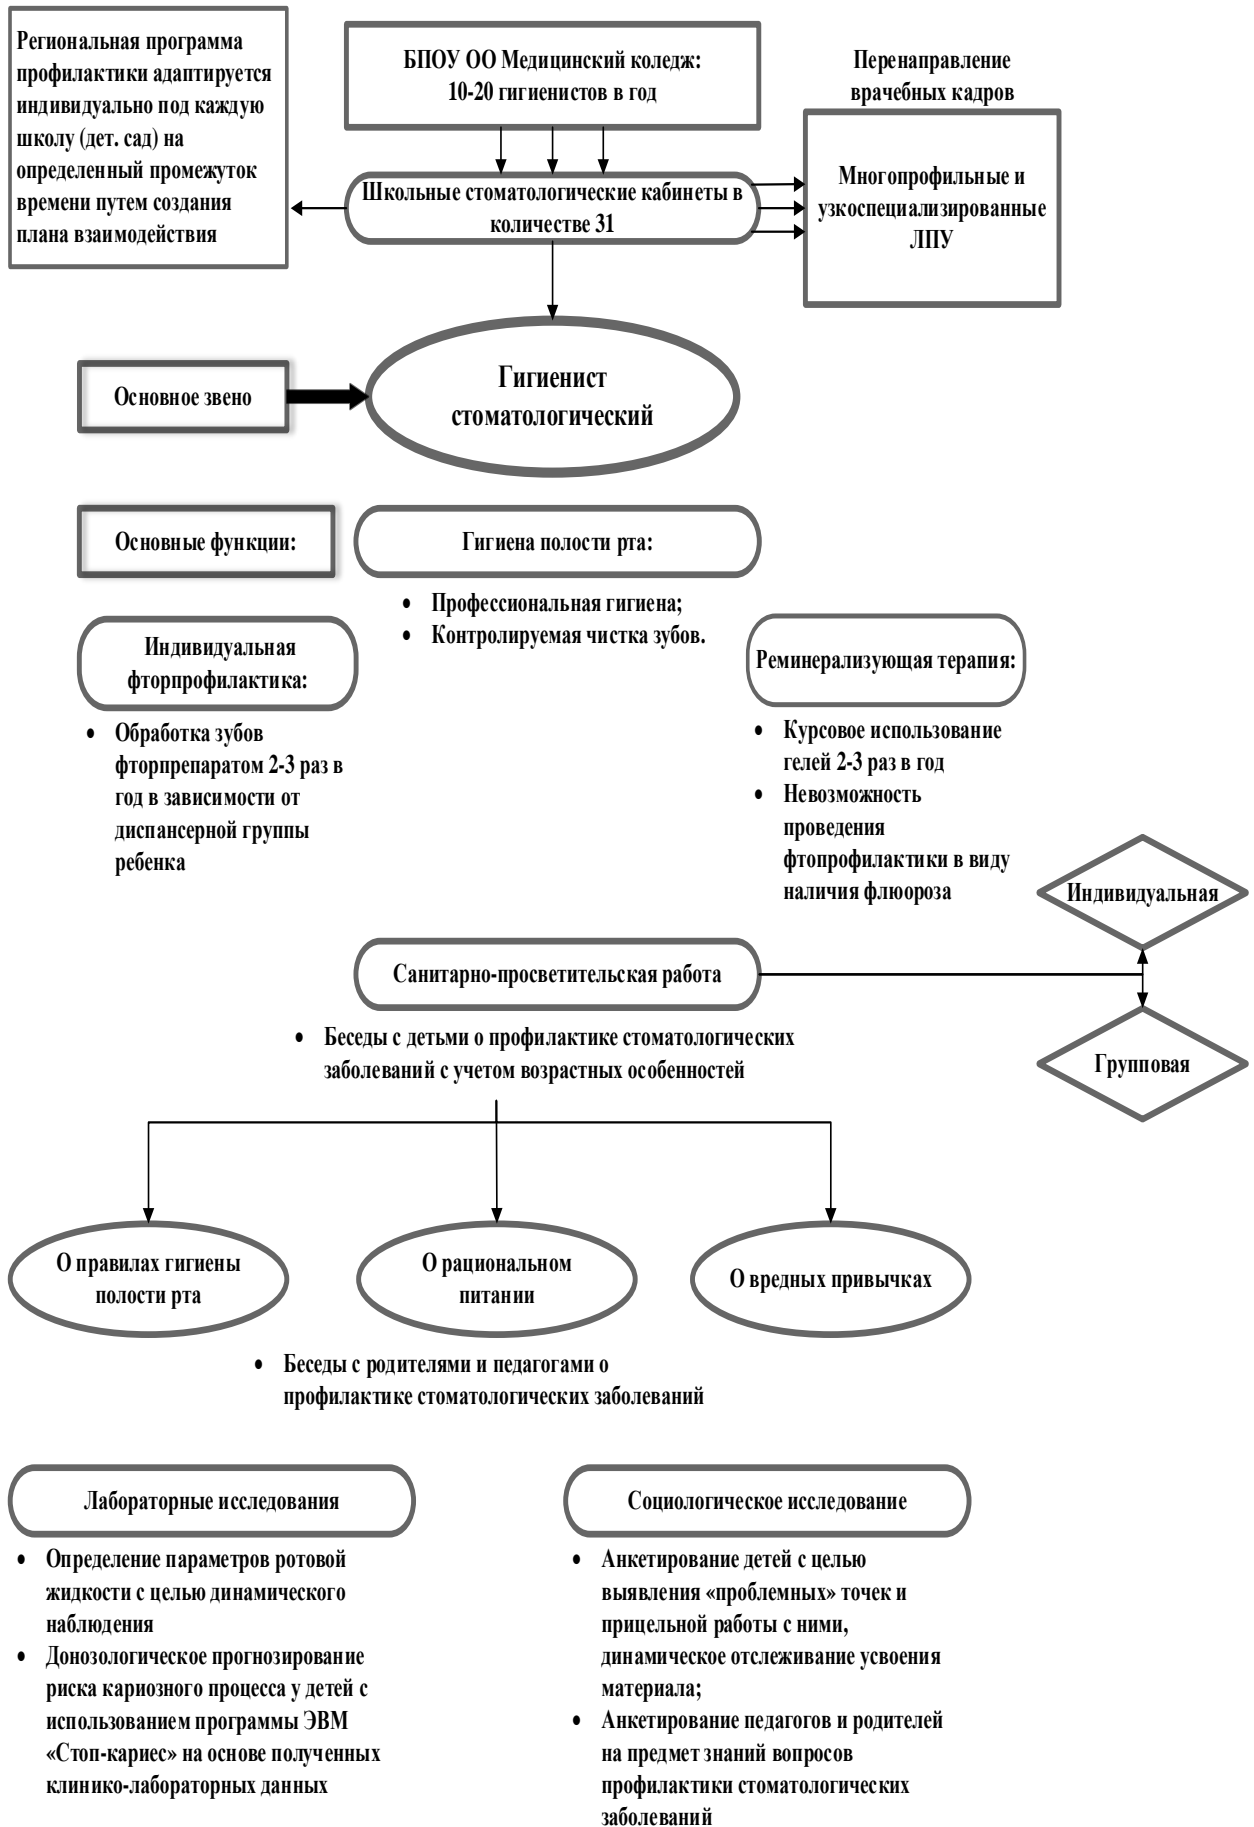 Региональная программа
профилактики адаптируется
индивидуально под каждую
школу (дет. сад) на
определенный промежуток
времени путем создания
плана взаимодействия
БПОУ ОО Медицинский коледж:
10-20 гигиенистов в год
Перенаправление
врачебных кадров
Школьные стоматологические кабинеты в
количестве 31
Многопрофильные и
узкоспециализированные
ЛПУ
Основное звено
Гигиенист
стоматологический
Основные функции:
Гигиена полости рта:
• Профессиональная гигиена;
• Контролируемая чистка зубов.
Индивидуальная
фторпрофилактика:
• Обработка зубов
фторпрепаратом 2-3 раз в
год в зависимости от
диспансерной группы
ребенка
Реминерализующая терапия:
• Курсовое использование
гелей 2-3 раз в год
• Невозможность
проведения
фтопрофилактики в виду
наличия флюороза
Индивидуальная
Санитарно-просветительская работа
Групповая
• Беседы с детьми о профилактике стоматологических
заболеваний с учетом возрастных особенностей
О правилах гигиены
полости рта
О рациональном
питании
О вредных привычках
• Беседы с родителями и педагогами о
профилактике стоматологических заболеваний
Лабораторные исследования
• Определение параметров ротовой
жидкости с целью динамического
наблюдения
• Донозологическое прогнозирование
риска кариозного процесса у детей с
использованием программы ЭВМ
«Стоп-кариес» на основе полученных
клинико-лабораторных данных
Социологическое исследование
• Анкетирование детей с целью
выявления «проблемных» точек и
прицельной работы с ними,
динамическое отслеживание усвоения
материала;
• Анкетирование педагогов и родителей
на предмет знаний вопросов
профилактики стоматологических
заболеваний